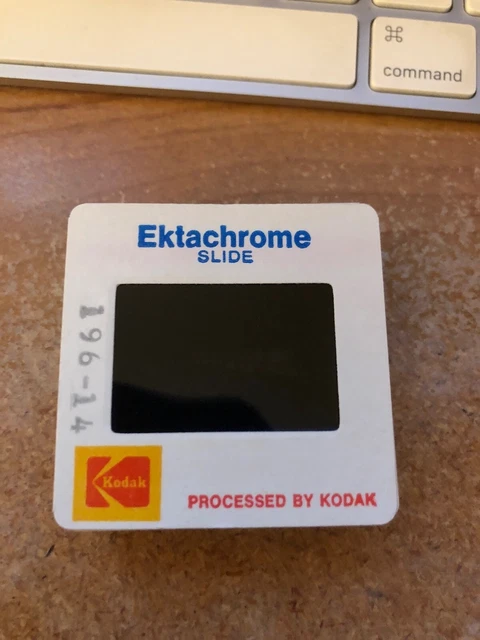 ⌘
command
Ektachrome
SLIDE
196-14
Kodak
PROCESSED BY KODAK